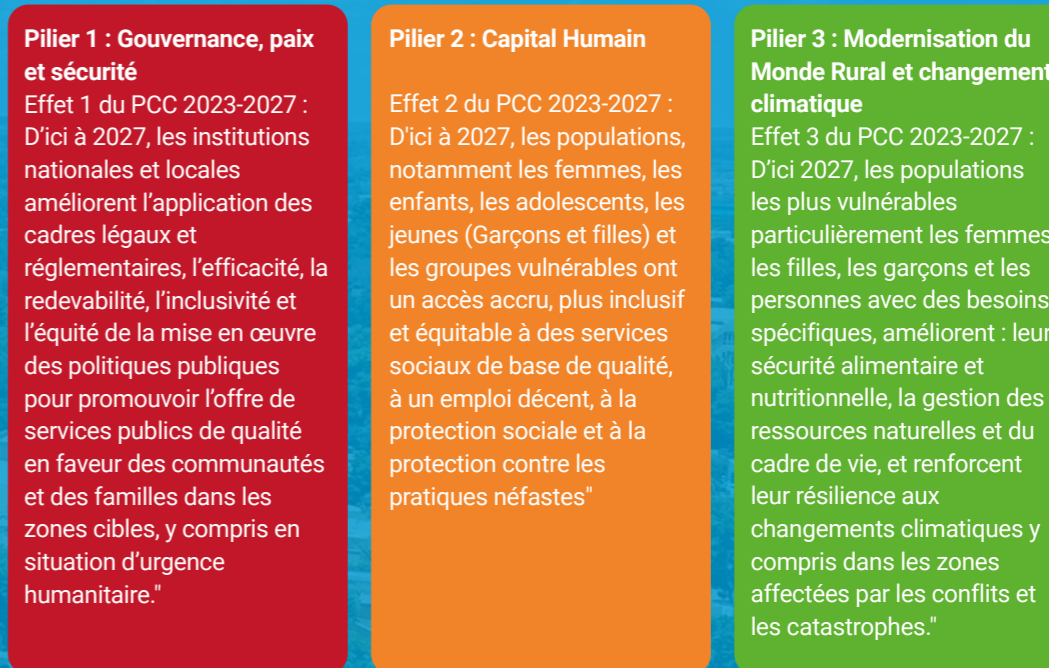 Pilier 1 : Gouvernance, paix
et sécurité
Effet 1 du PCC 2023-2027 :
D’ici à 2027, les institutions
nationales et locales
améliorent l’application des
cadres légaux et
réglementaires, l’efficacité, la
redevabilité, l’inclusivité et
l’équité de la mise en œuvre
des politiques publiques
pour promouvoir l’offre de
services publics de qualité
en faveur des communautés
et des familles dans les
zones cibles, y compris en
situation d’urgence
humanitaire."
Pilier 2 : Capital Humain
Effet 2 du PCC 2023-2027 :
D'ici à 2027, les populations,
notamment les femmes, les
enfants, les adolescents, les
jeunes (Garçons et filles) et
les groupes vulnérables ont
un accès accru, plus inclusif
et équitable à des services
sociaux de base de qualité,
à un emploi décent, à la
protection sociale et à la
protection contre les
pratiques néfastes"
Pilier 3 : Modernisation du
Monde Rural et changement
climatique
Effet 3 du PCC 2023-2027 :
D’ici 2027, les populations
les plus vulnérables
particulièrement les femmes
les filles, les garçons et les
personnes avec des besoins
spécifiques, améliorent : leur
sécurité alimentaire et
nutritionnelle, la gestion des
ressources naturelles et du
cadre de vie, et renforcent
leur résilience aux
changements climatiques y
compris dans les zones
affectées par les conflits et
les catastrophes."